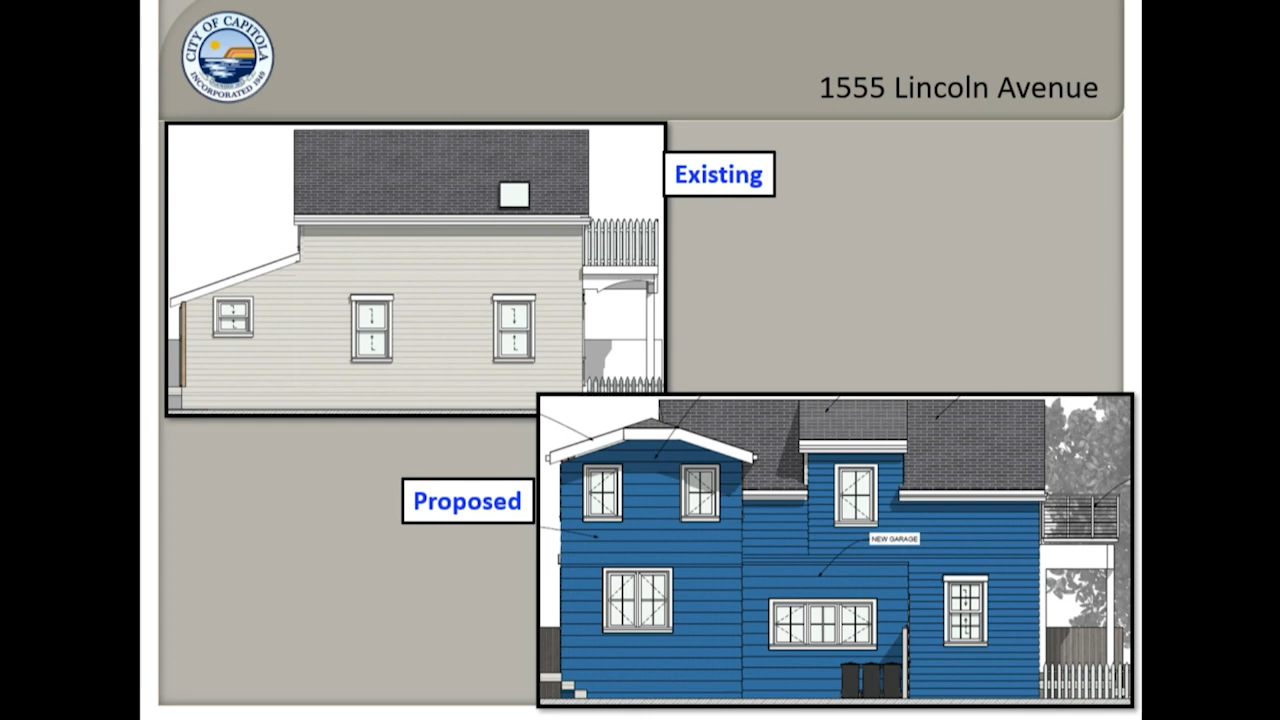 CITY OF CAPITOLA
INCORPORATED 1949
1555 Lincoln Avenue
Existing
Proposed
NEW GARAGE